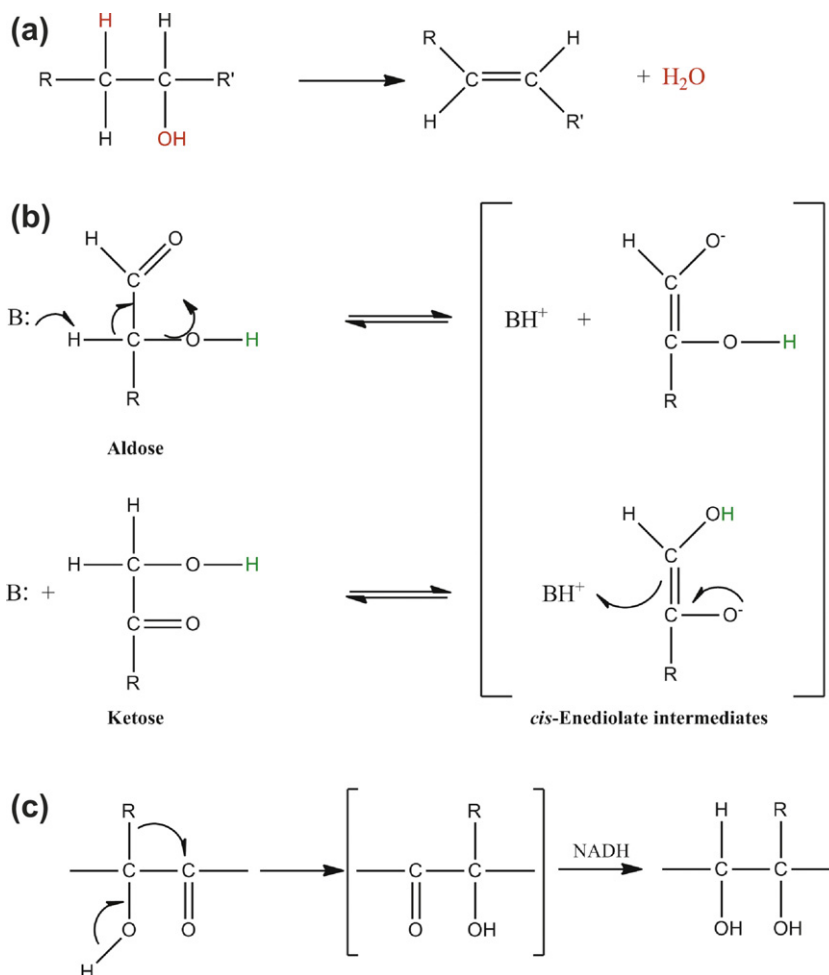 (a)
H H
R C C R'
H OH
R H
C C
H R'
+ H₂O
(b)
H O
C
B: H C O H
R
Aldose
BH⁺ +
H O⁻
C
C O H
R
H
B: + H C O H
C O
R
Ketose
BH⁺
H OH
C
C O⁻
R
cis-Enediolate intermediates
(c)
R
C C
O O
H
R
C C
O OH
NADH
H R
C C
OH OH